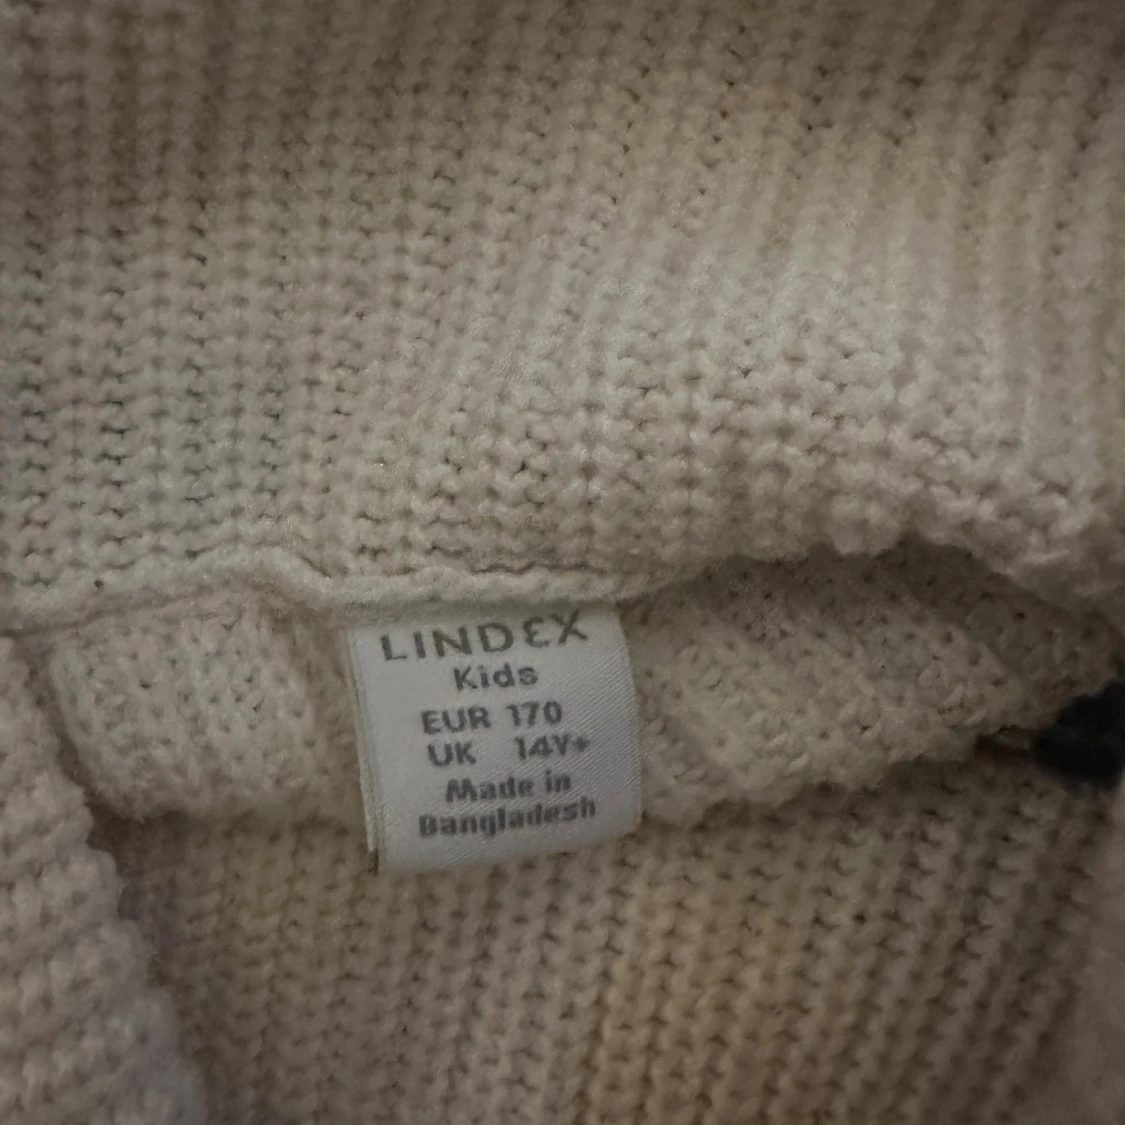 LINDEX
Kids
EUR 170
UK 14Y+
Made in
Bangladesh